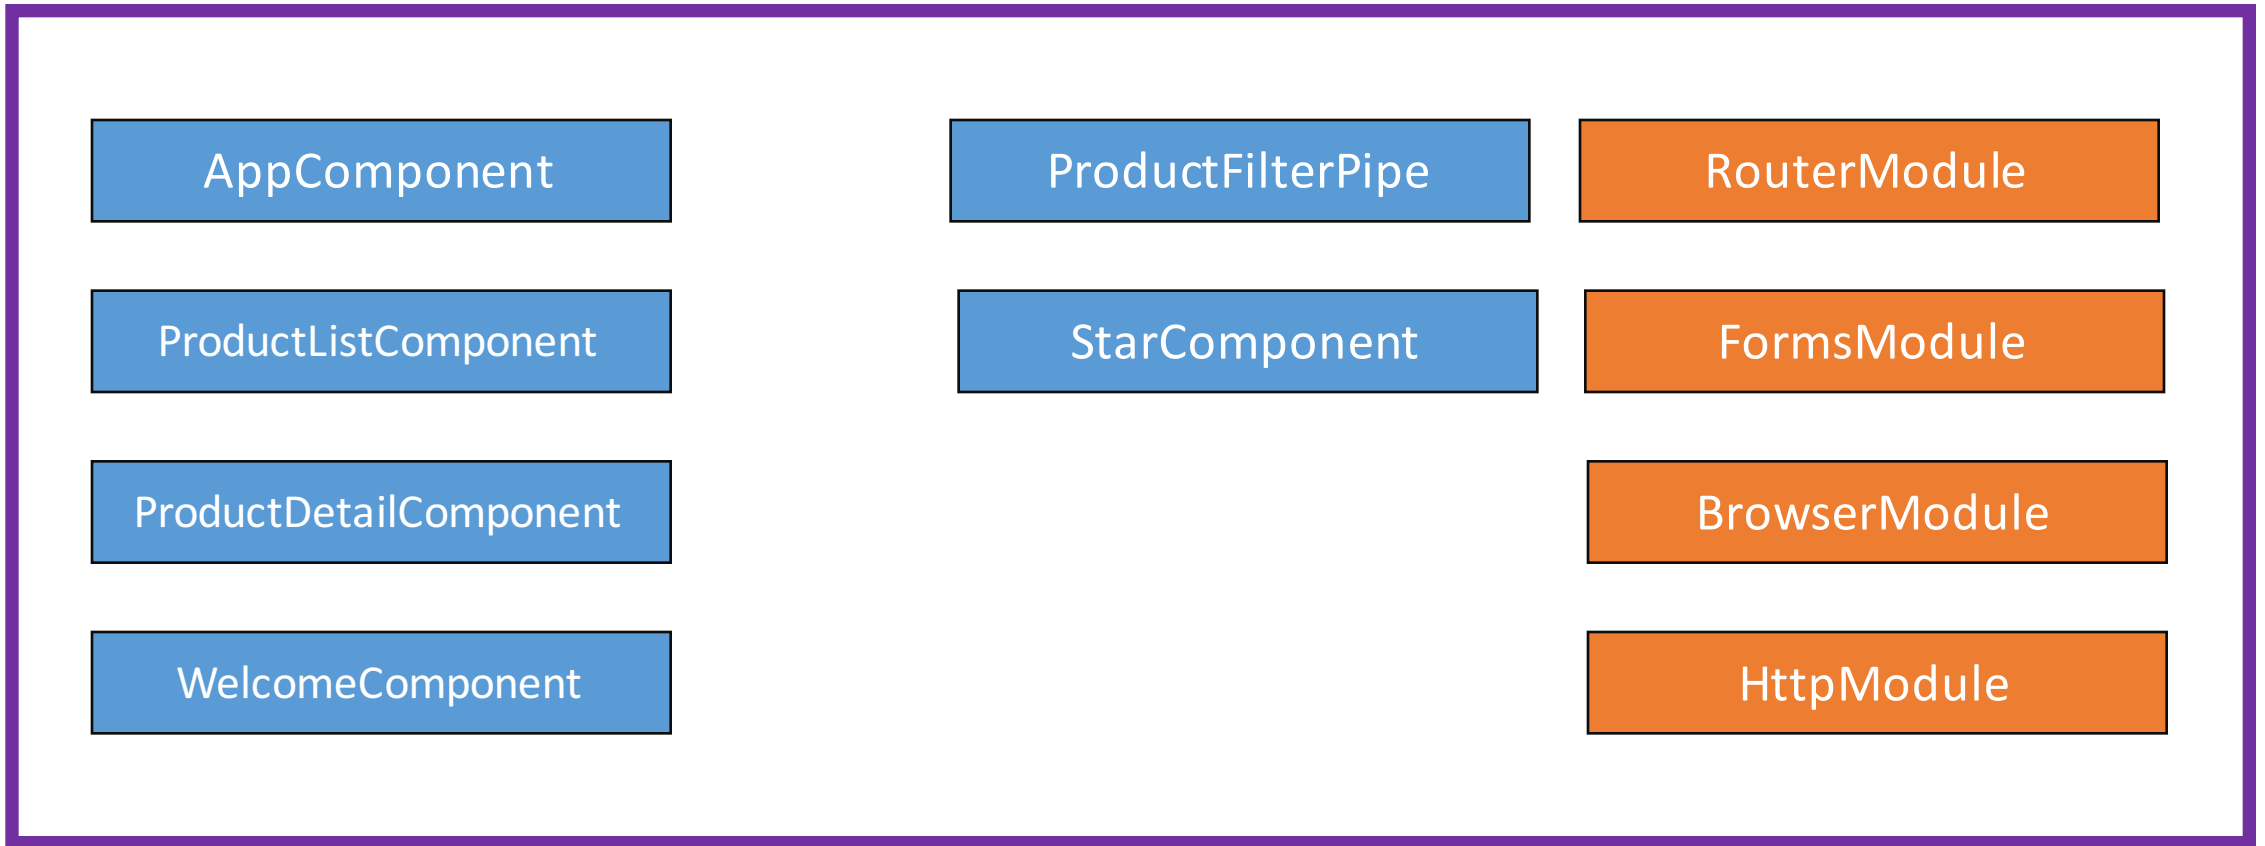 AppComponent
ProductFilterPipe
RouterModule
ProductListComponent
StarComponent
FormsModule
ProductDetailComponent
BrowserModule
WelcomeComponent
HttpModule